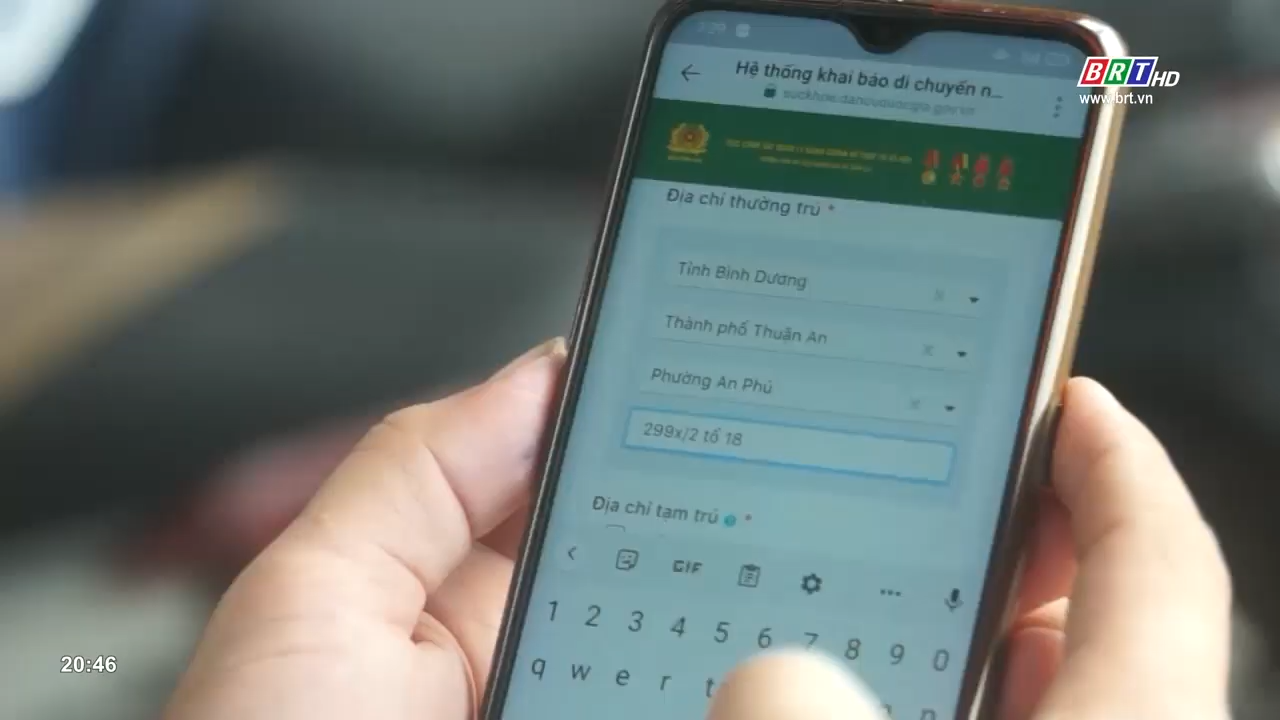 BRT HD
www.brt.vn
Hệ thống khai báo di chuyển n...
Địa chỉ thường trú *
Tỉnh Bình Dương
Thành phố Thuận An
Phường An Phú
299x/2 tổ 18
Địa chỉ tạm trú *
GIF
1 2 3 4 5 6 7 8 9 0
q w e r t
20:46